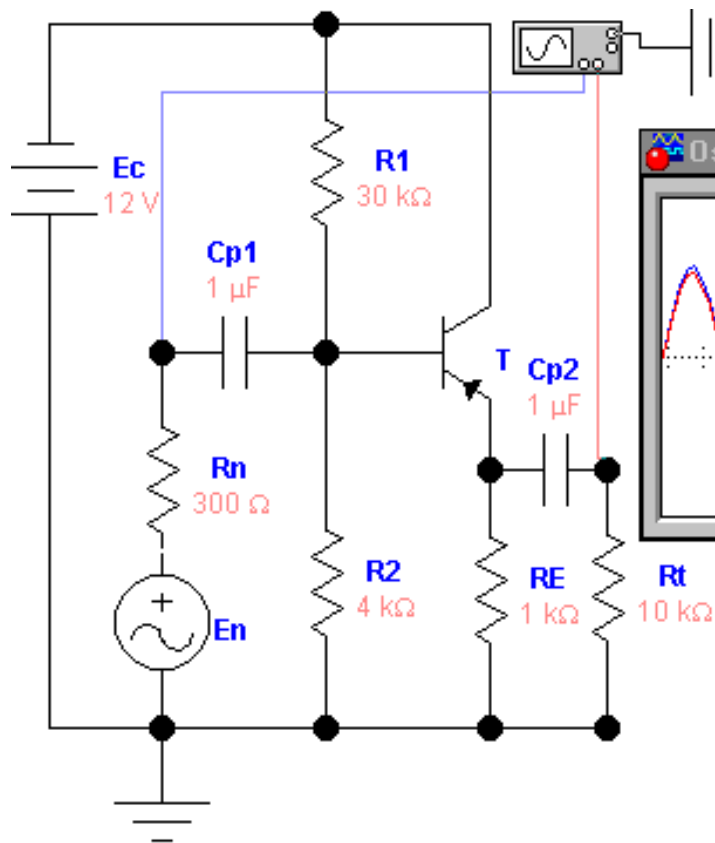 Ec
12 V
R1
30 kΩ
Cp1
1 µF
T
Cp2
1 µF
Rn
300 Ω
En
R2
4 kΩ
RE
1 kΩ
Rt
10 kΩ
Os